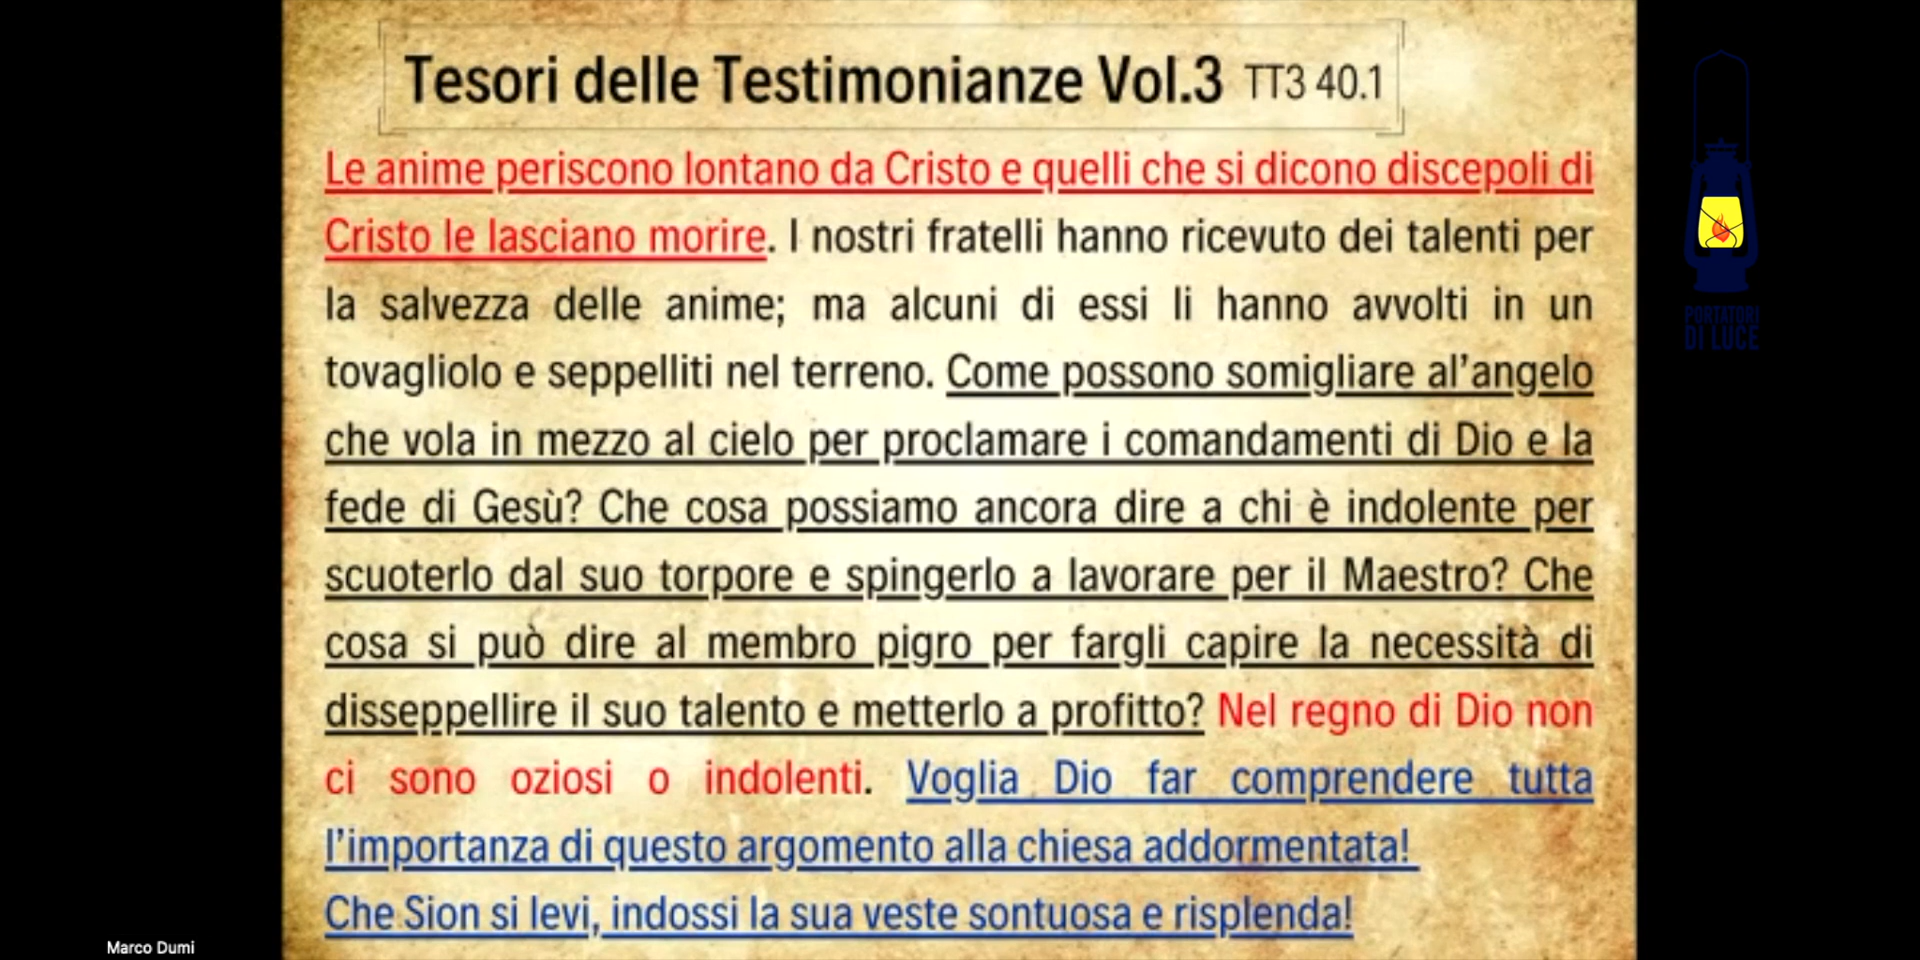 Tesori delle Testimonianze Vol.3 TT3 40.1
Le anime periscono lontano da Cristo e quelli che si dicono discepoli di
Cristo le lasciano morire. I nostri fratelli hanno ricevuto dei talenti per
la salvezza delle anime; ma alcuni di essi li hanno avvolti in un
tovagliolo e seppelliti nel terreno. Come possono somigliare al'angelo
che vola in mezzo al cielo per proclamare i comandamenti di Dio e la
fede di Gesù? Che cosa possiamo ancora dire a chi è indolente per
scuoterlo dal suo torpore e spingerlo a lavorare per il Maestro? Che
cosa si può dire al membro pigro per fargli capire la necessità di
disseppellire il suo talento e metterlo a profitto? Nel regno di Dio non
ci sono oziosi o indolenti. Voglia Dio far comprendere tutta
l'importanza di questo argomento alla chiesa addormentata!
Che Sion si levi, indossi la sua veste sontuosa e risplenda!
PORTATORI
DI LUCE
Marco Dumi